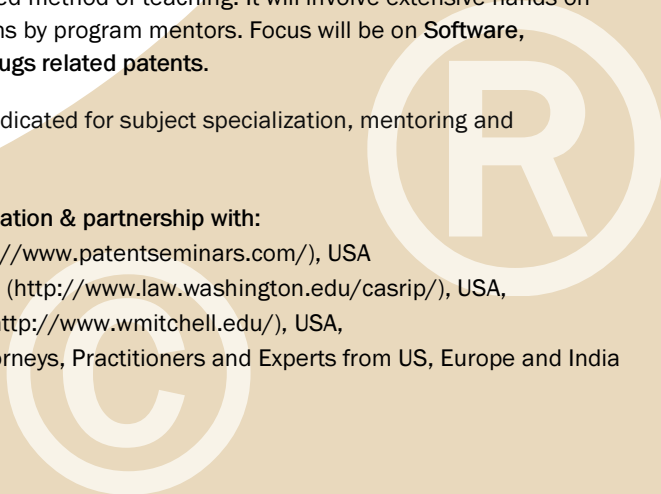 ed method of teaching. It will involve extensive hands on
ns by program mentors. Focus will be on Software,
ugs related patents.
dicated for subject specialization, mentoring and
ation & partnership with:
://www.patentseminars.com/), USA
(http://www.law.washington.edu/casrip/), USA,
ttp://www.wmitchell.edu/), USA,
orneys, Practitioners and Experts from US, Europe and India
®
©